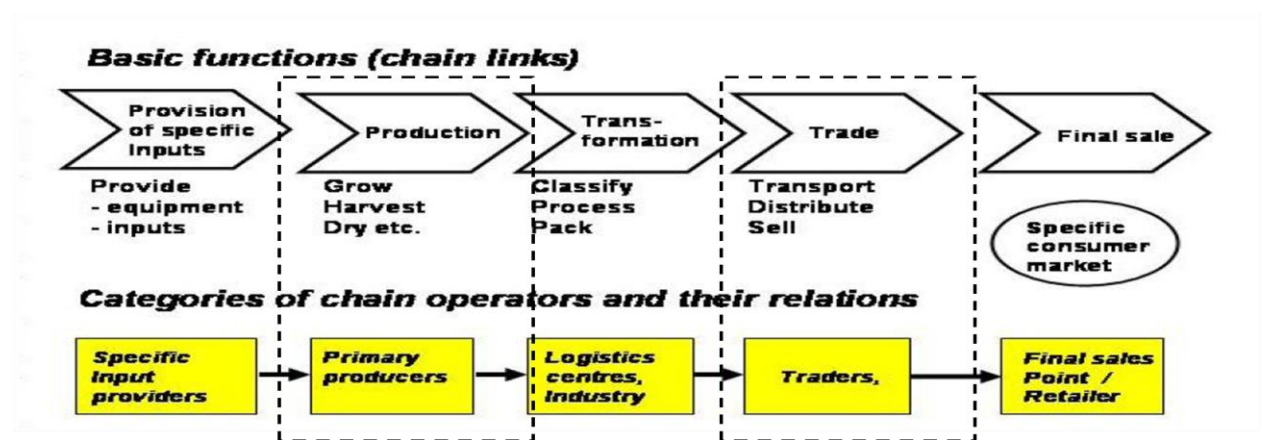 Basic functions (chain links)
Provision
of specific
Inputs
Production
Trans-
formation
Trade
Final sale
Provide
- equipment
- inputs
Grow
Harvest
Dry etc.
Classify
Process
Pack
Transport
Distribute
Sell
Specific
consumer
market
Categories of chain operators and their relations
Specific
Input
providers
Primary
producers
Logistics
centres,
Industry
Traders,
Final sales
Point /
Retailer